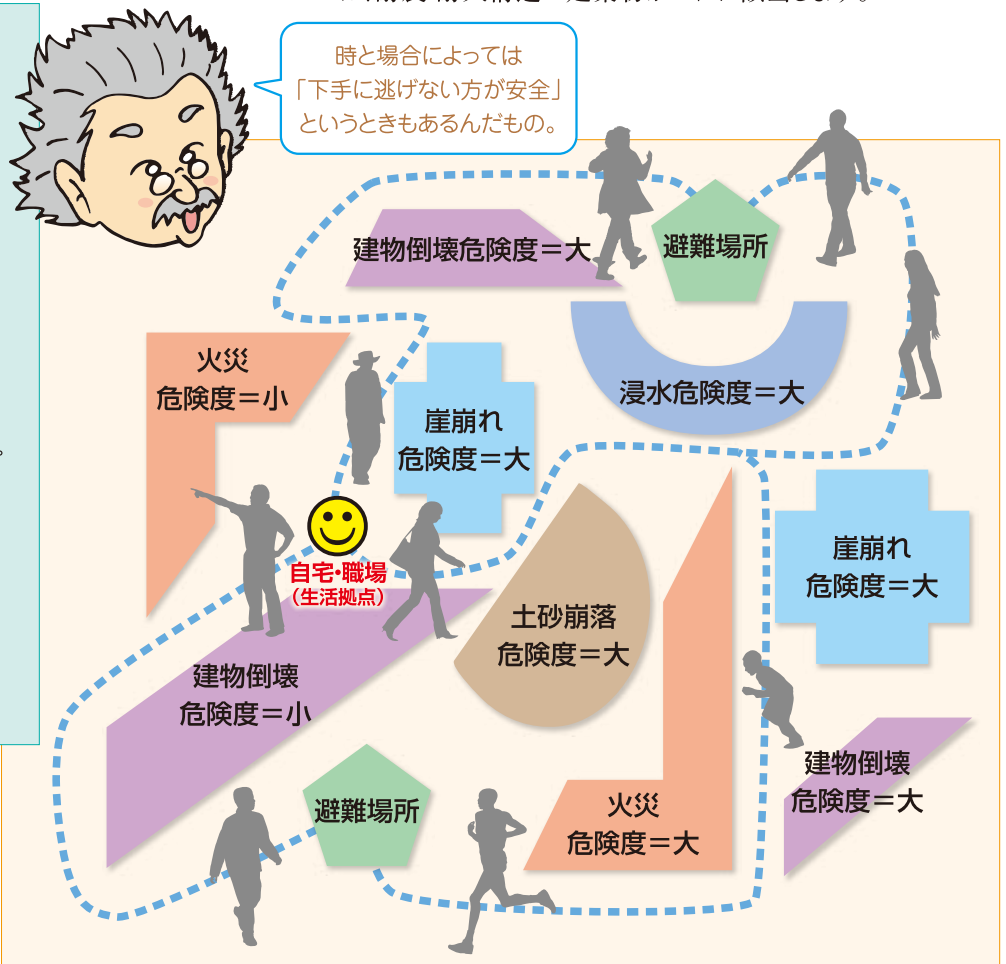 時と場合によっては
「下手に逃げない方が安全」
というときもあるんだもの。
建物倒壊危険度＝大
避難場所
火災
危険度＝小
崖崩れ
危険度＝大
浸水危険度＝大
自宅・職場
（生活拠点）
崖崩れ
危険度＝大
土砂崩落
危険度＝大
建物倒壊
危険度＝小
建物倒壊
危険度＝大
避難場所
火災
危険度＝大